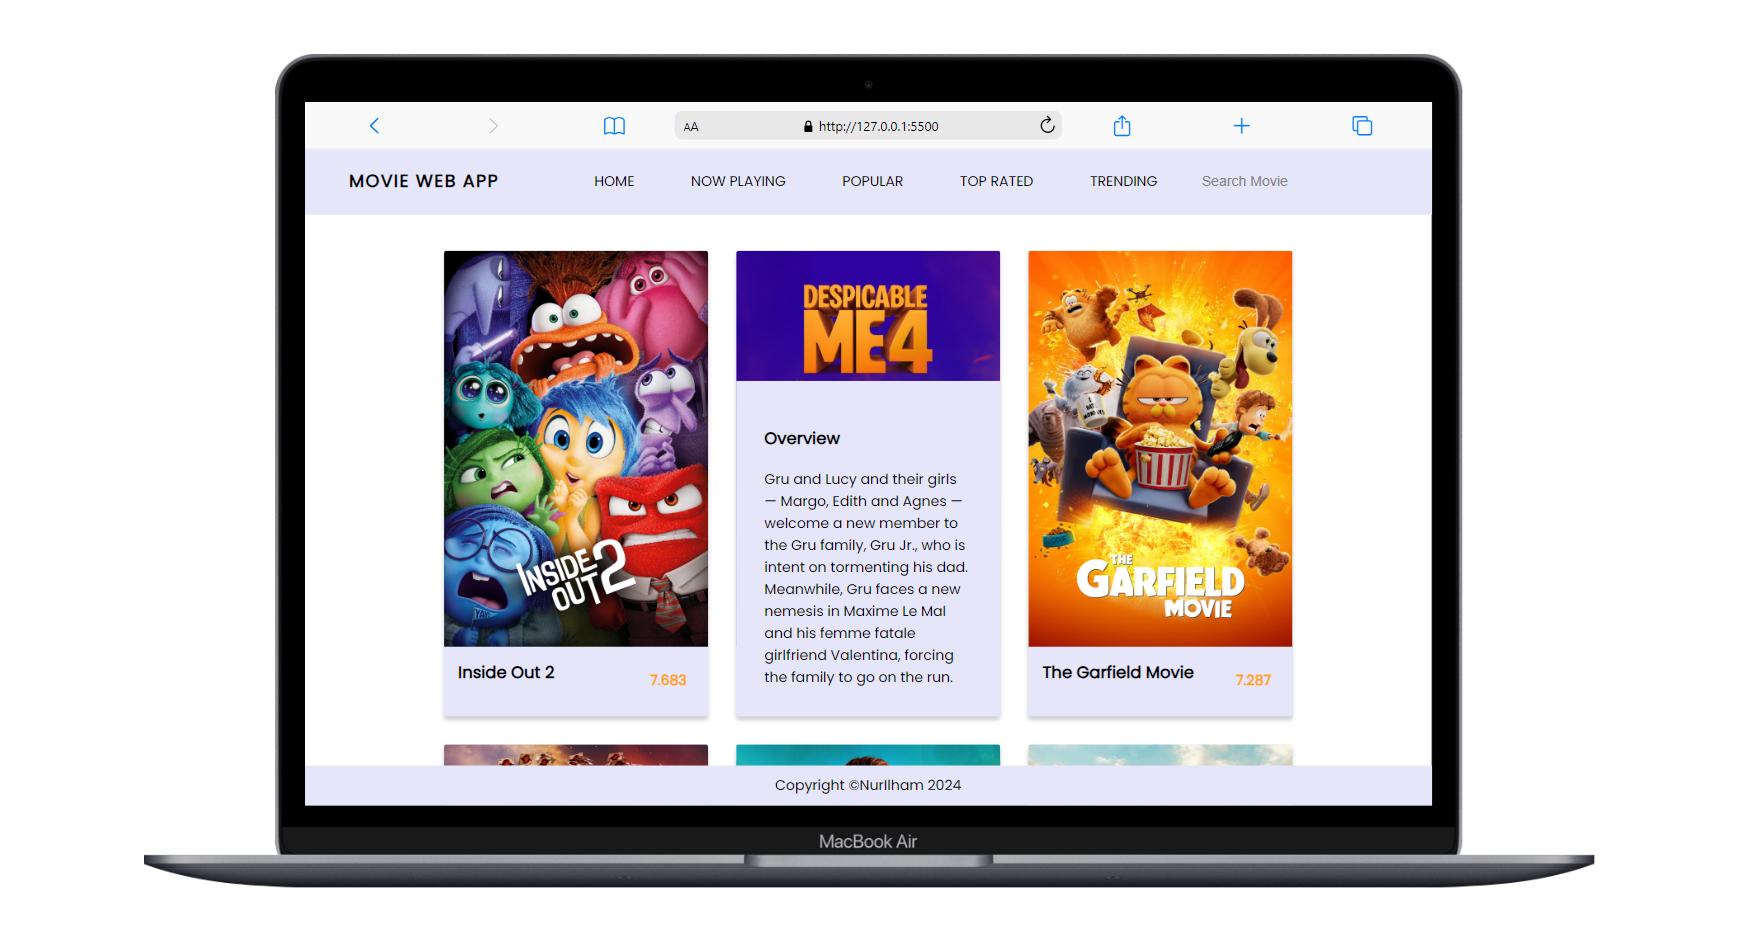 AA
http://127.0.0.1:5500
MOVIE WEB APP
HOME
NOW PLAYING
POPULAR
TOP RATED
TRENDING
Search Movie
INSIDE
OUT 2
YAY
Inside Out 2
7.683
DESPICABLE
ME4
Overview
Gru and Lucy and their girls
— Margo, Edith and Agnes —
welcome a new member to
the Gru family, Gru Jr., who is
intent on tormenting his dad.
Meanwhile, Gru faces a new
nemesis in Maxime Le Mal
and his femme fatale
girlfriend Valentina, forcing
the family to go on the run.
I
HATE
MONDAYS
THE
GARFIELD
MOVIE
The Garfield Movie
7.287
Copyright ©NurIlham 2024
MacBook Air